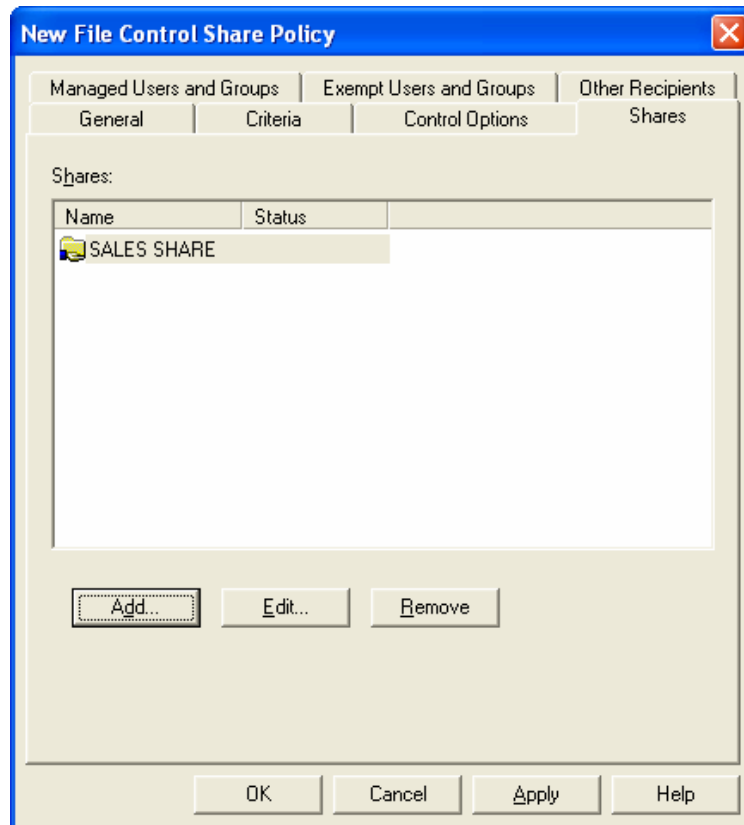 New File Control Share Policy
Managed Users and Groups Exempt Users and Groups Other Recipients
General Criteria Control Options Shares
Shares:
Name Status
SALES SHARE
Add... Edit... Remove
OK Cancel Apply Help